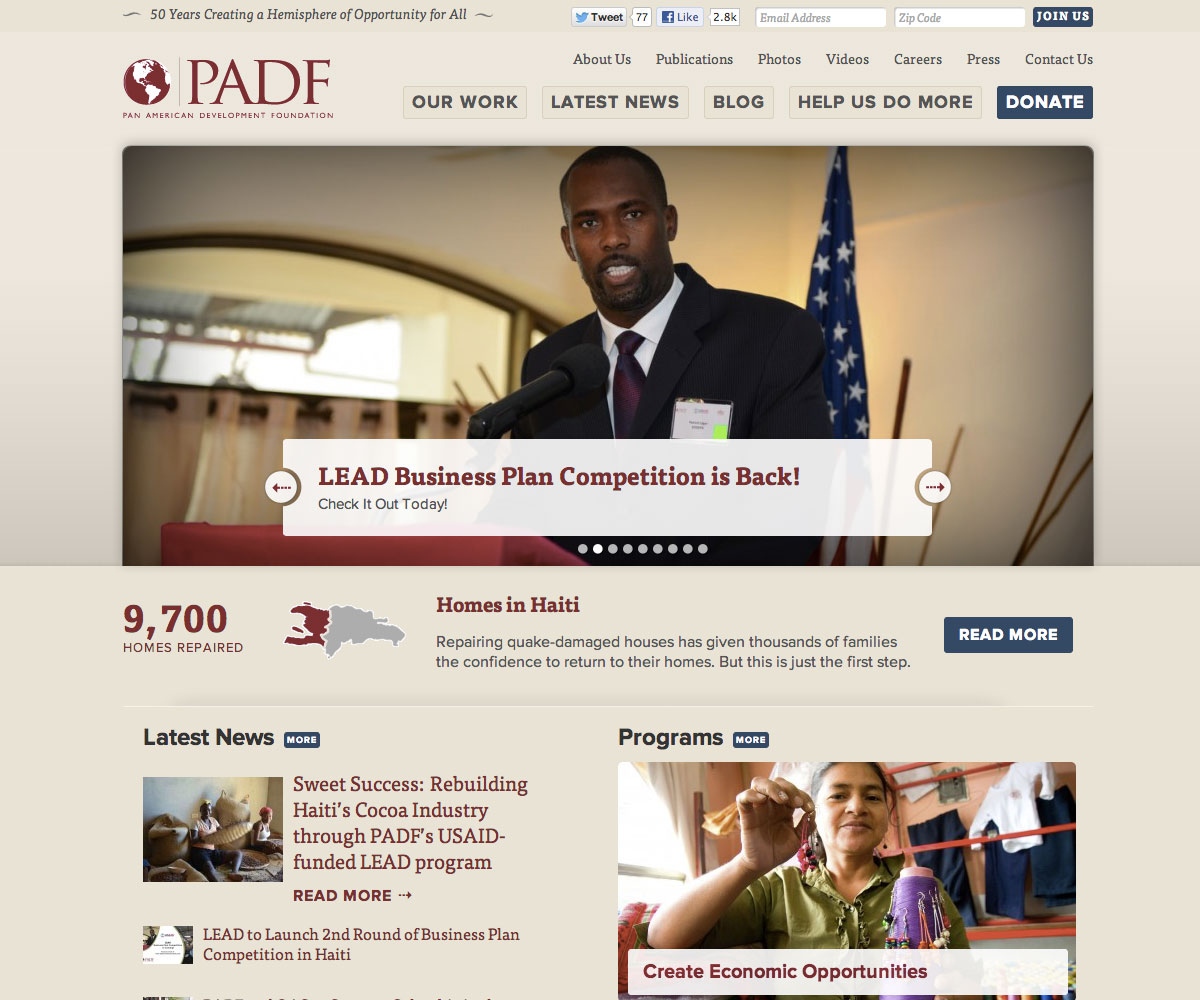 50 Years Creating a Hemisphere of Opportunity for All
Tweet 77 Like 2.8k Email Address Zip Code JOIN US
About Us Publications Photos Videos Careers Press Contact Us
PADF
PAN AMERICAN DEVELOPMENT FOUNDATION
OUR WORK LATEST NEWS BLOG HELP US DO MORE DONATE
LEAD Business Plan Competition is Back!
Check It Out Today!
9,700
HOMES REPAIRED
Homes in Haiti
Repairing quake-damaged houses has given thousands of families
the confidence to return to their homes. But this is just the first step.
READ MORE
Latest News MORE
Sweet Success: Rebuilding
Haiti's Cocoa Industry
through PADF's USAID-
funded LEAD program
READ MORE
LEAD to Launch 2nd Round of Business Plan
Competition in Haiti
Programs MORE
Create Economic Opportunities